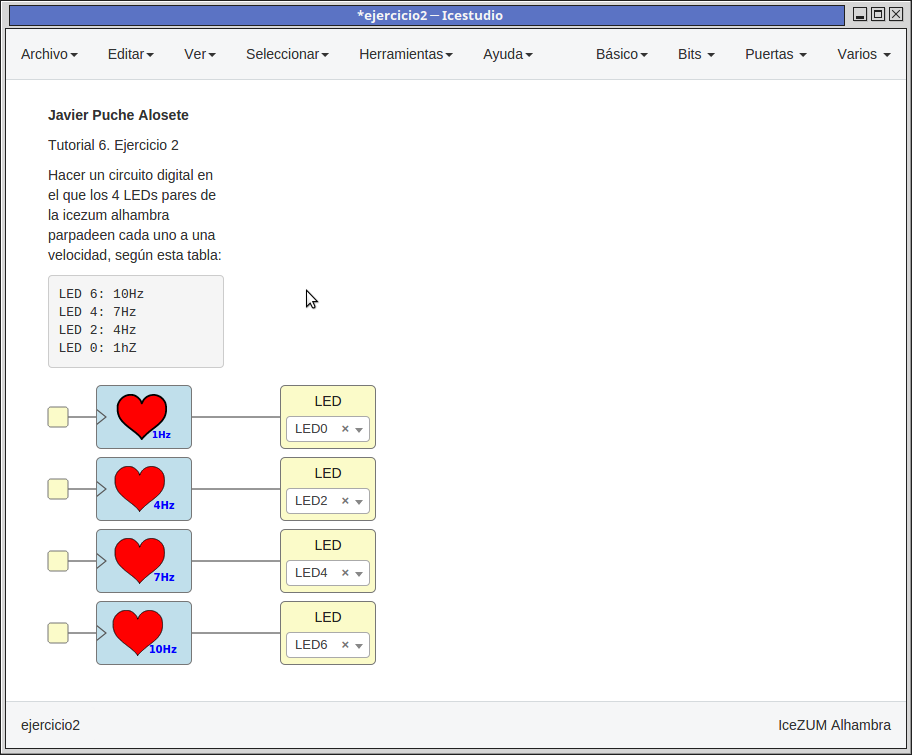 *ejercicio2 – Icestudio
Archivo Editar Ver Seleccionar Herramientas Ayuda Básico Bits Puertas Varios
Javier Puche Alosete
Tutorial 6. Ejercicio 2
Hacer un circuito digital en
el que los 4 LEDs pares de
la icezum alhambra
parpadeen cada uno a una
velocidad, según esta tabla:
LED 6: 10Hz
LED 4: 7Hz
LED 2: 4Hz
LED 0: 1hZ
1Hz
LED
LED0 × 
4Hz
LED
LED2 × 
7Hz
LED
LED4 × 
10Hz
LED
LED6 × 
ejercicio2 IceZUM Alhambra